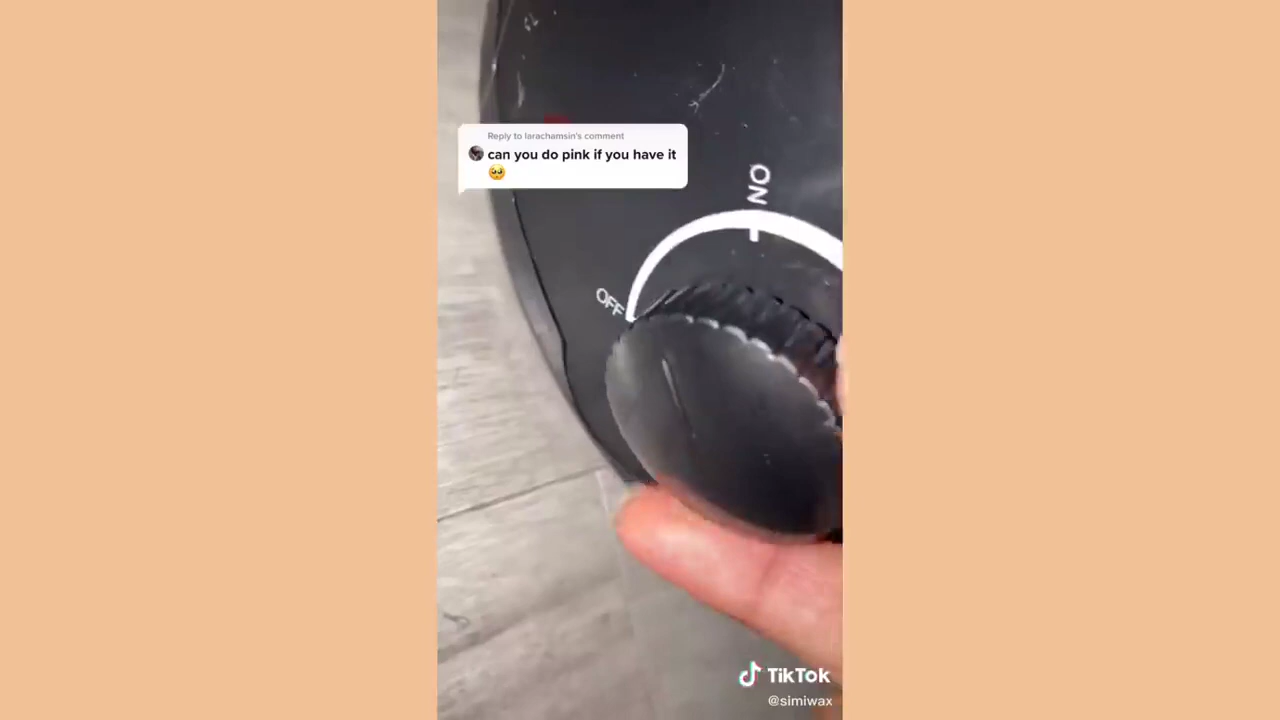 Reply to larachamsin's comment
can you do pink if you have it
🥺
ON
OFF
TikTok
@simiwax